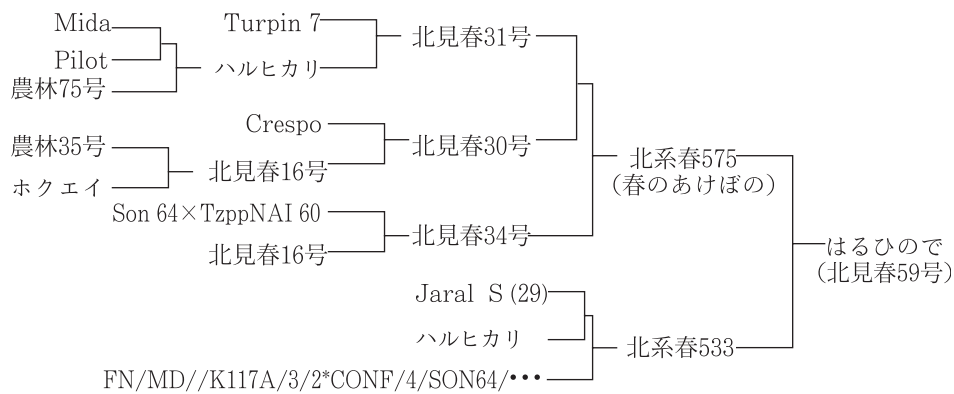 Mida
Turpin 7
北見春31号
Pilot
ハルヒカリ
農林75号
Crespo
農林35号
北見春30号
北見春16号
北系春575
ホクエイ
(春のあけぼの)
Son 64×TzppNAI 60
北見春34号
北見春16号
はるひので
(北見春59号)
Jaral S (29)
ハルヒカリ
北系春533
FN/MD//K117A/3/2*CONF/4/SON64/•••